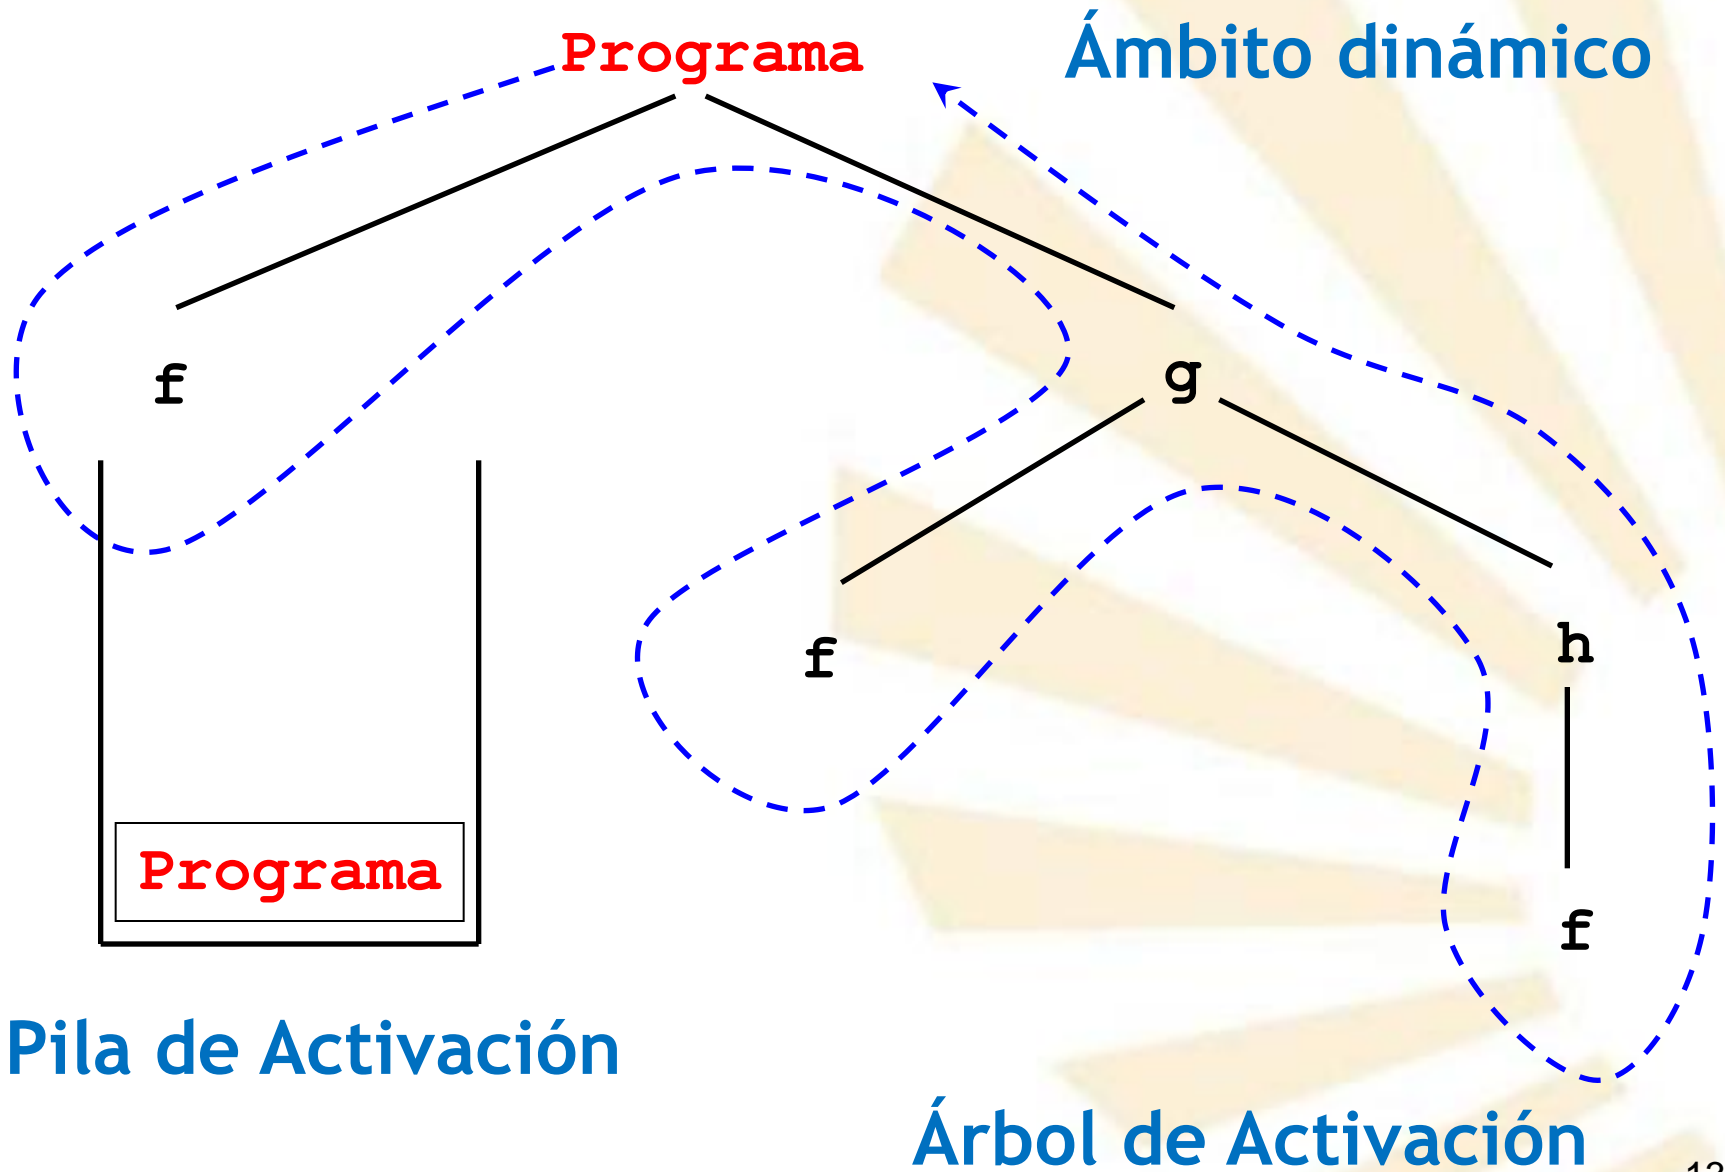 Programa
Ámbito dinámico
f
g
f
h
Programa
f
Pila de Activación
Árbol de Activación